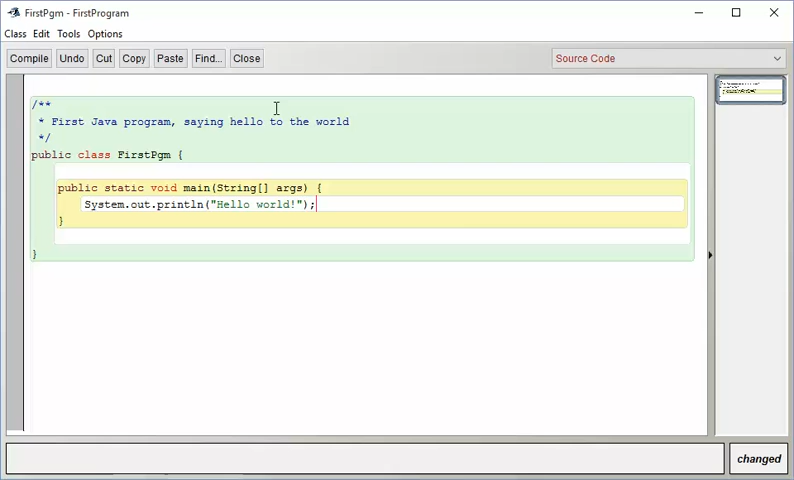 FirstPgm - FirstProgram
Class Edit Tools Options
Compile Undo Cut Copy Paste Find... Close Source Code
/**
 * First Java program, saying hello to the world
 */
public class FirstPgm {
public static void main(String[] args) {
System.out.println("Hello world!");
}
}
changed